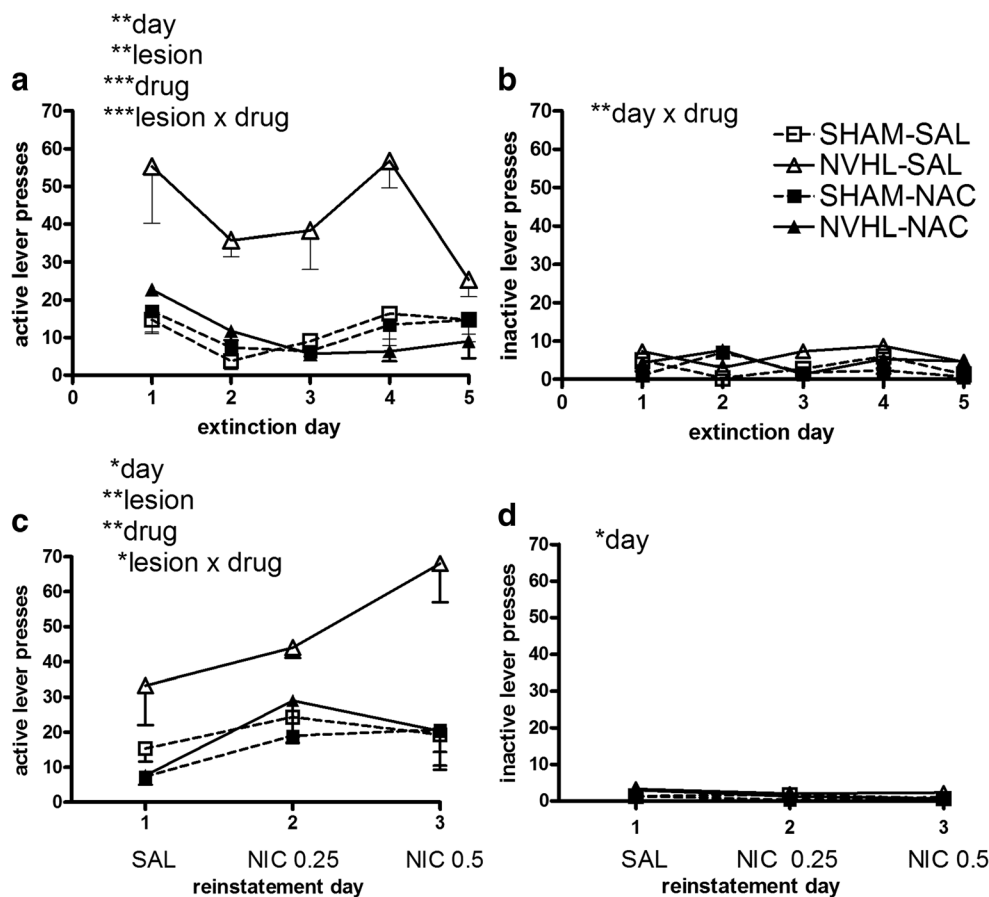 **day
**lesion
***drug
***lesion x drug
a
70
60
50
40
30
20
10
0
active lever presses
0 1 2 3 4 5
extinction day
b
**day x drug
SHAM-SAL
NVHL-SAL
SHAM-NAC
NVHL-NAC
70
60
50
40
30
20
10
0
inactive lever presses
0 1 2 3 4 5
extinction day
*day
**lesion
**drug
*lesion x drug
c
70
60
50
40
30
20
10
0
active lever presses
1 2 3
SAL NIC 0.25 NIC 0.5
reinstatement day
d
*day
70
60
50
40
30
20
10
0
inactive lever presses
1 2 3
SAL NIC 0.25 NIC 0.5
reinstatement day